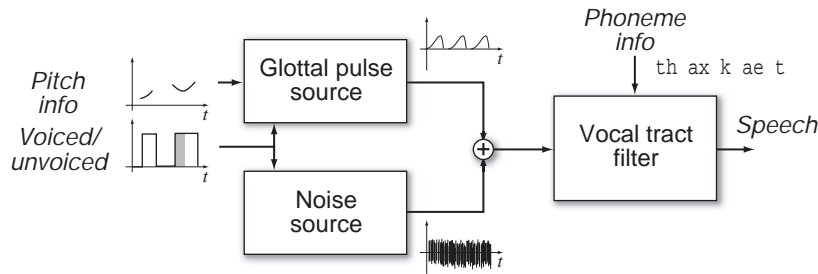 Pitch
info
t
Voiced/
unvoiced
t
Glottal pulse
source
t
Noise
source
t
+
Phoneme
info
th ax k ae t
Vocal tract
filter
Speech